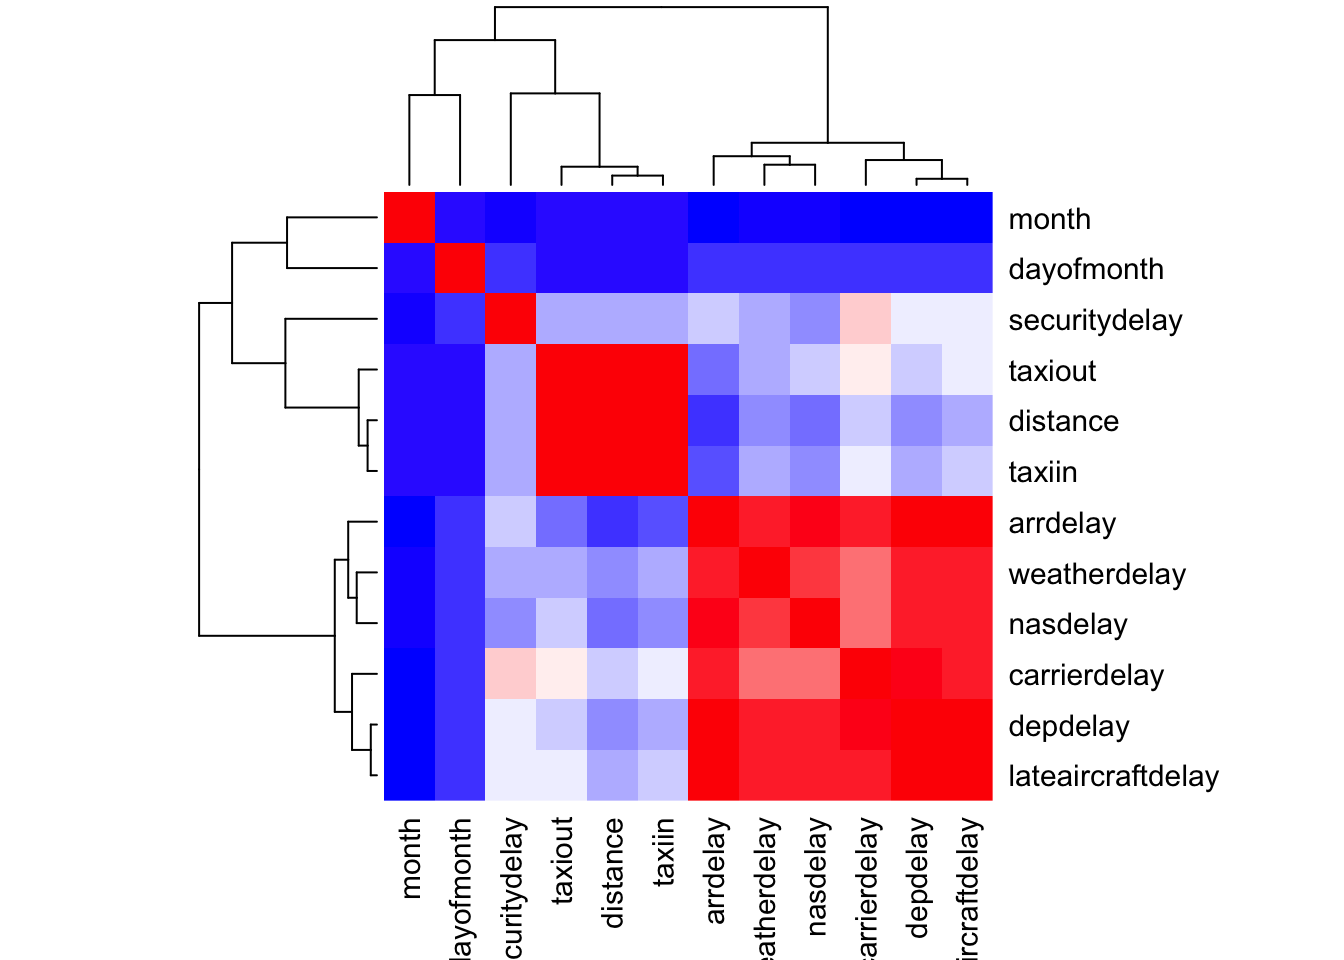 month
dayofmonth
securitydelay
taxiout
distance
taxiin
arrdelay
weatherdelay
nasdelay
carrierdelay
depdelay
lateaircraftdelay
month
layofmonth
curitydelay
taxiout
distance
taxiin
arrdelay
eatherdelay
nasdelay
arrierdelay
depdelay
ircraftdelay